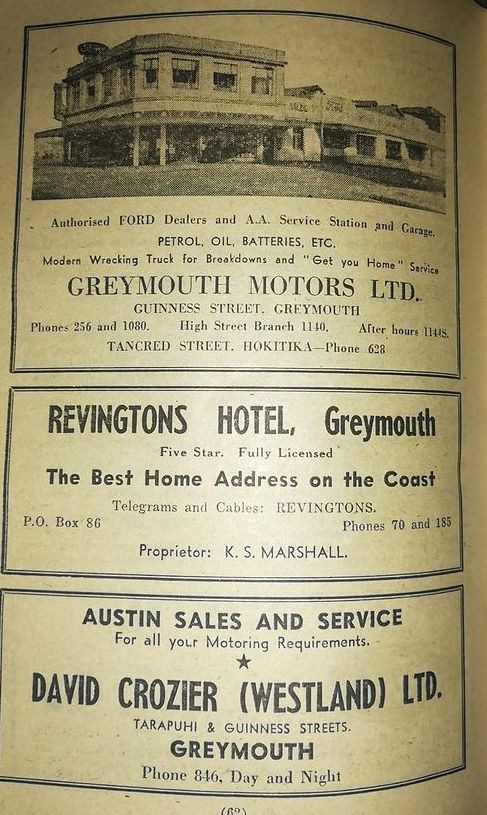 Ford
Authorised FORD Dealers and A.A. Service Station and Garage.
PETROL, OIL, BATTERIES, ETC.
Modern Wrecking Truck for Breakdowns and "Get you Home" Service
GREYMOUTH MOTORS LTD.
GUINNESS STREET. GREYMOUTH
Phones 256 and 1080. High Street Branch 1140. After hours 1144S.
TANCRED STREET. HOKITIKA—Phone 628
REVINGTONS HOTEL, Greymouth
Five Star. Fully Licensed
The Best Home Address on the Coast
Telegrams and Cables: REVINGTONS.
P.O. Box 86 Phones 70 and 185
Proprietor: K. S. MARSHALL.
AUSTIN SALES AND SERVICE
For all your Motoring Requirements.
DAVID CROZIER (WESTLAND) LTD.
TARAPUHI & GUINNESS STREETS.
GREYMOUTH
Phone 846, Day and Night
(62)